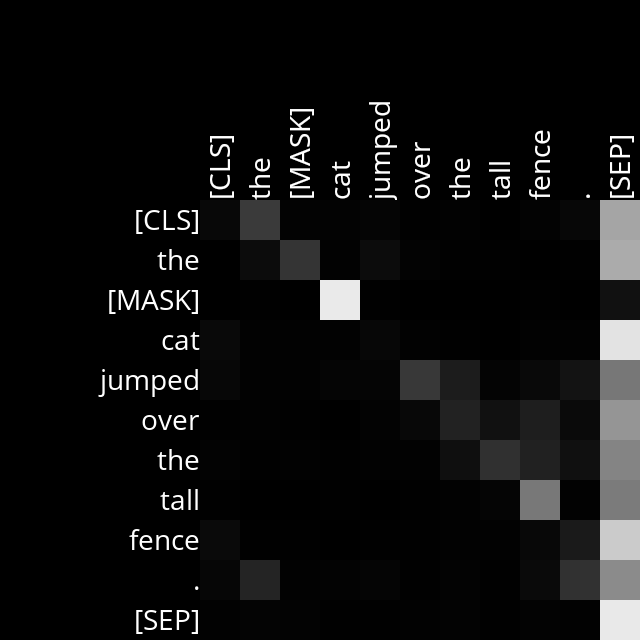 [CLS] the [MASK] cat jumped over the tall fence . [SEP]
[CLS]
the
[MASK]
cat
jumped
over
the
tall
fence
.
[SEP]